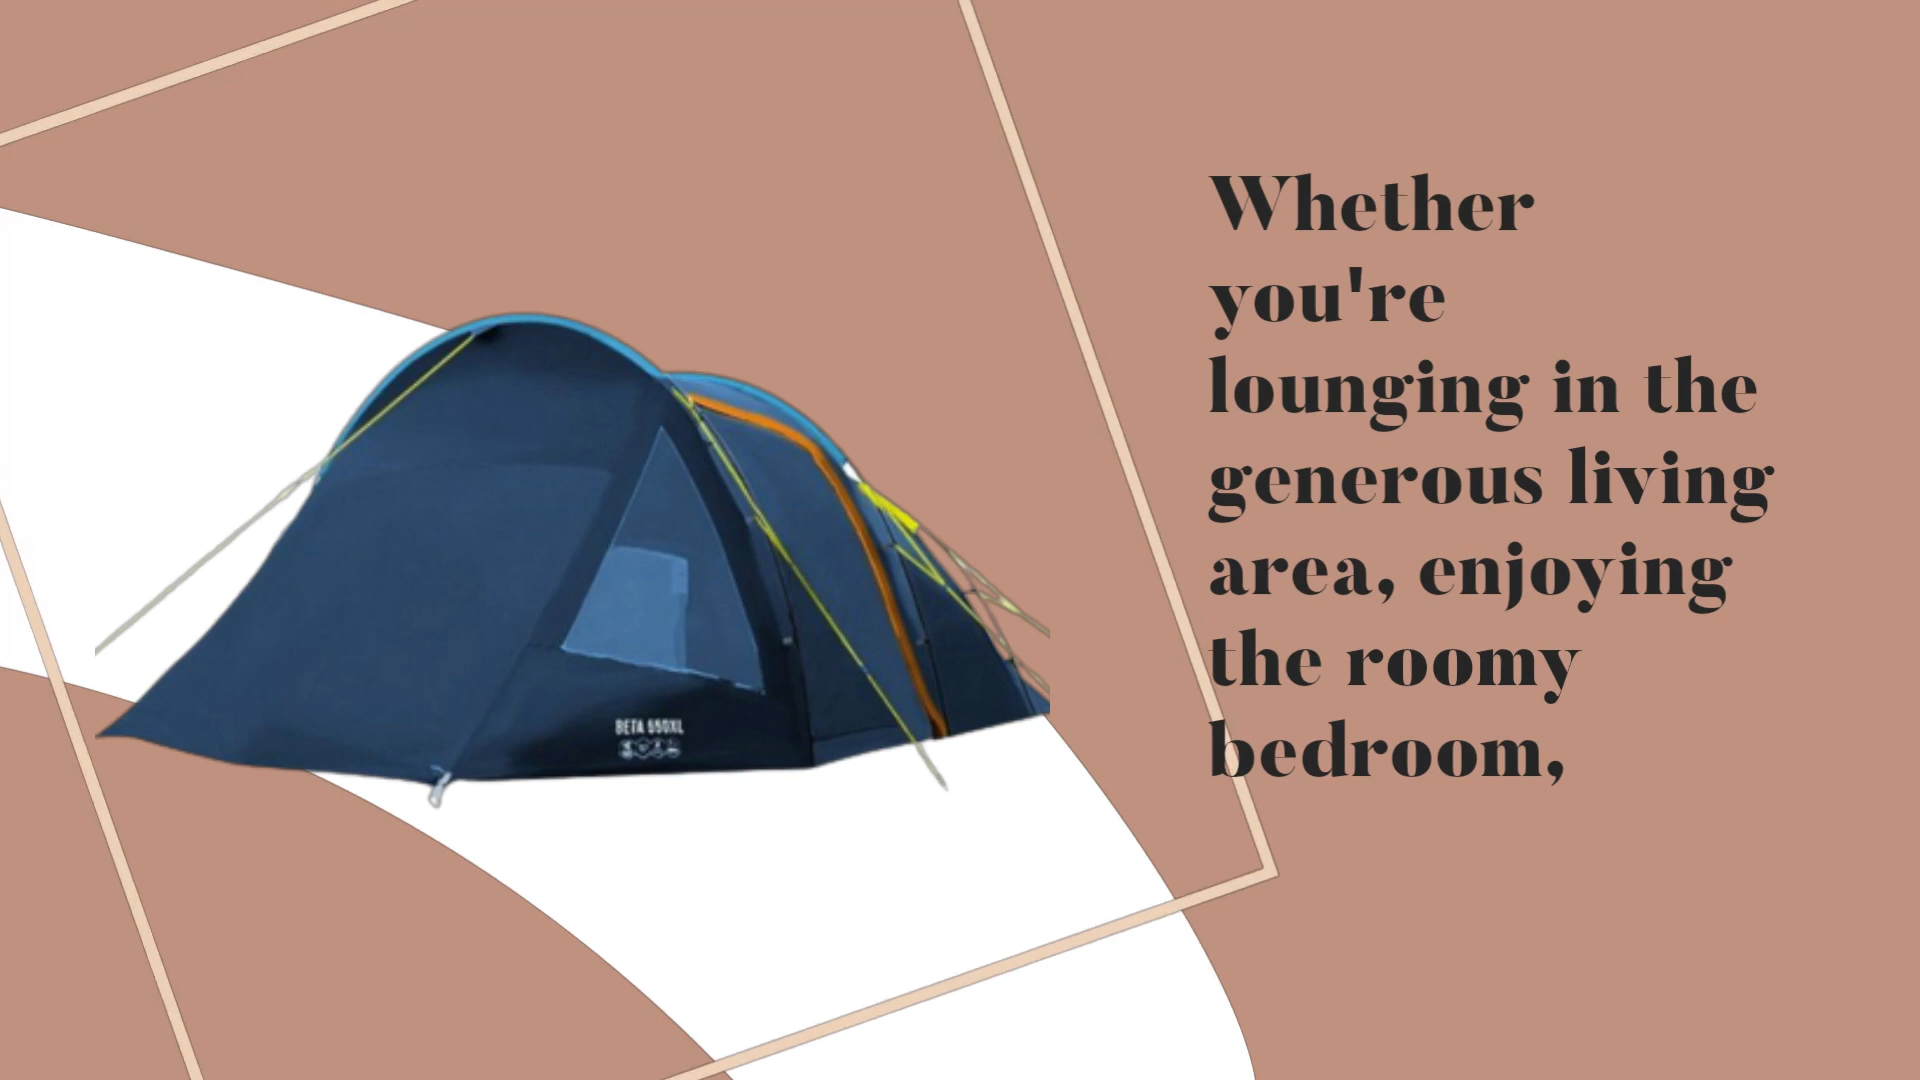 Whether
you're
lounging in the
generous living
area, enjoying
the roomy
bedroom,
BETA 550XL